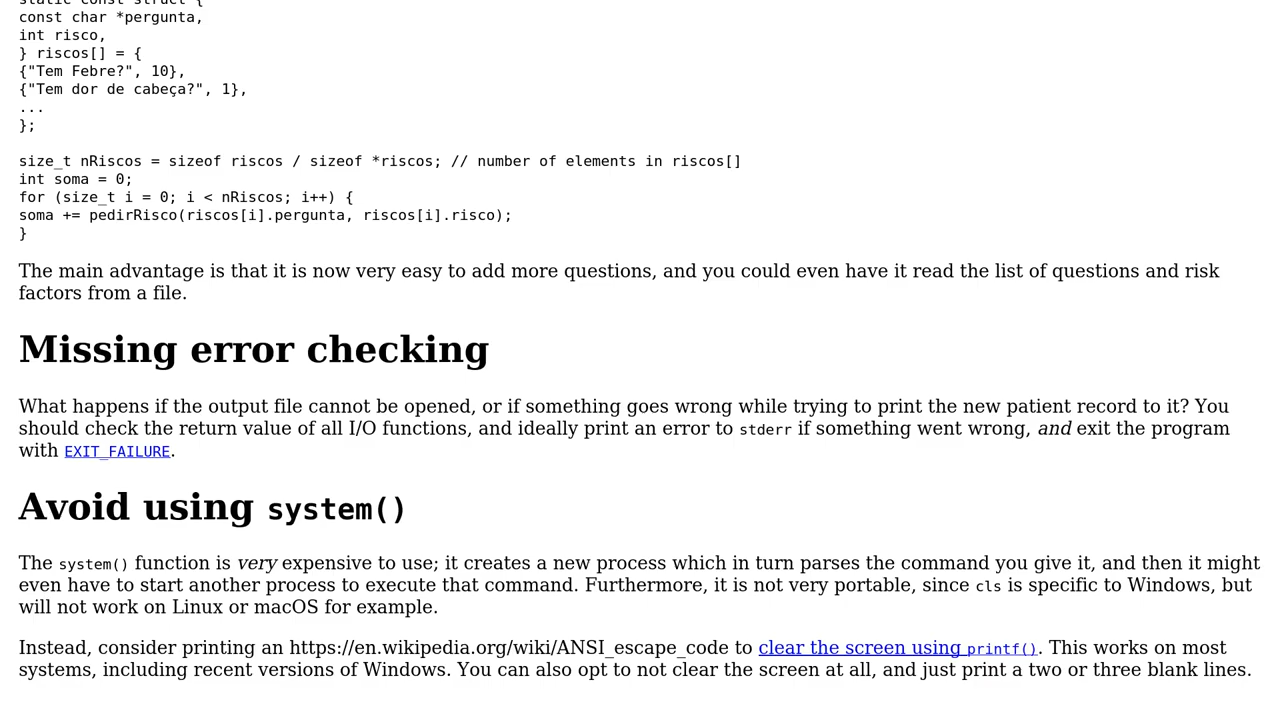 static const struct {
const char *pergunta,
int risco,
} riscos[] = {
{"Tem Febre?", 10},
{"Tem dor de cabeça?", 1},
...
};
size_t nRiscos = sizeof riscos / sizeof *riscos; // number of elements in riscos[]
int soma = 0;
for (size_t i = 0; i < nRiscos; i++) {
soma += pedirRisco(riscos[i].pergunta, riscos[i].risco);
}
The main advantage is that it is now very easy to add more questions, and you could even have it read the list of questions and risk
factors from a file.
Missing error checking
What happens if the output file cannot be opened, or if something goes wrong while trying to print the new patient record to it? You
should check the return value of all I/O functions, and ideally print an error to stderr if something went wrong, and exit the program
with EXIT_FAILURE.
Avoid using system()
The system() function is very expensive to use; it creates a new process which in turn parses the command you give it, and then it might
even have to start another process to execute that command. Furthermore, it is not very portable, since cls is specific to Windows, but
will not work on Linux or macOS for example.
Instead, consider printing an https://en.wikipedia.org/wiki/ANSI_escape_code to clear the screen using printf(). This works on most
systems, including recent versions of Windows. You can also opt to not clear the screen at all, and just print a two or three blank lines.